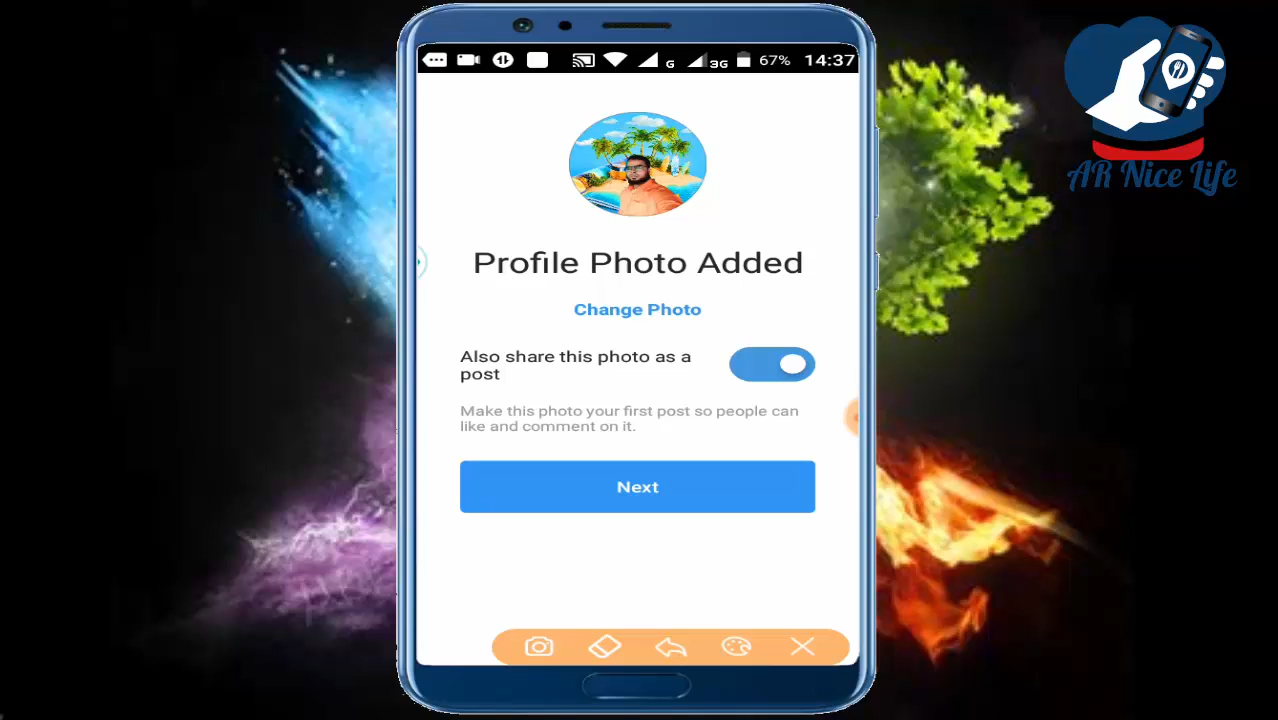 G 3G 67% 14:37
AR Nice Life
Profile Photo Added
Change Photo
Also share this photo as a
post
Make this photo your first post so people can
like and comment on it.
Next